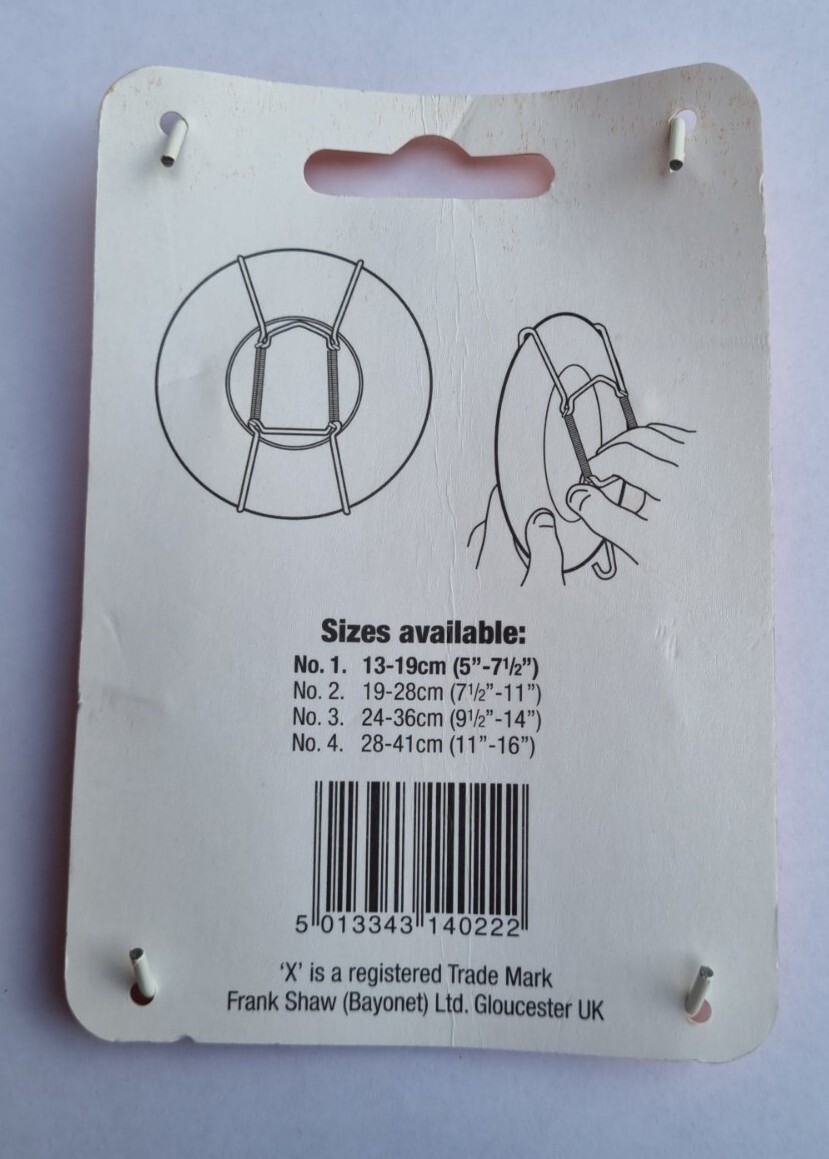 Sizes available:
No. 1. 13-19cm (5”-7½”)
No. 2. 19-28cm (7½”-11”)
No. 3. 24-36cm (9½”-14”)
No. 4. 28-41cm (11”-16”)
5 013343 140222
‘X’ is a registered Trade Mark
Frank Shaw (Bayonet) Ltd. Gloucester UK